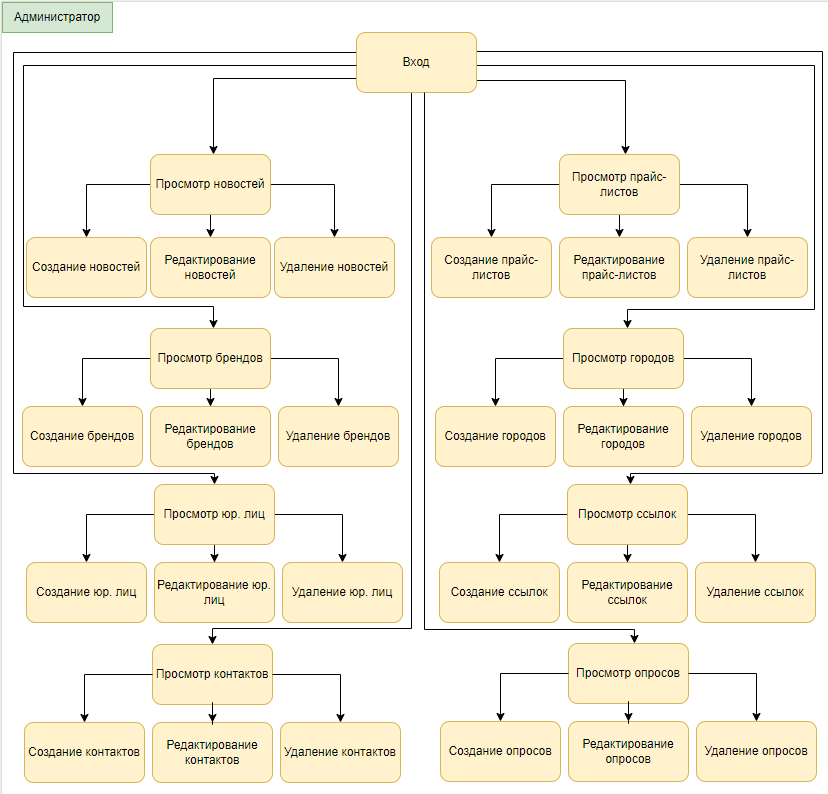 Администратор
Вход
Просмотр новостей
Создание новостей
Редактирование
новостей
Удаление новостей
Просмотр прайс-
листов
Создание прайс-
листов
Редактирование
прайс-листов
Удаление прайс-
листов
Просмотр брендов
Создание брендов
Редактирование
брендов
Удаление брендов
Просмотр городов
Создание городов
Редактирование
городов
Удаление городов
Просмотр юр. лиц
Создание юр. лиц
Редактирование юр.
лиц
Удаление юр. лиц
Просмотр ссылок
Создание ссылок
Редактирование
ссылок
Удаление ссылок
Просмотр контактов
Создание контактов
Редактирование
контактов
Удаление контактов
Просмотр опросов
Создание опросов
Редактирование
опросов
Удаление опросов